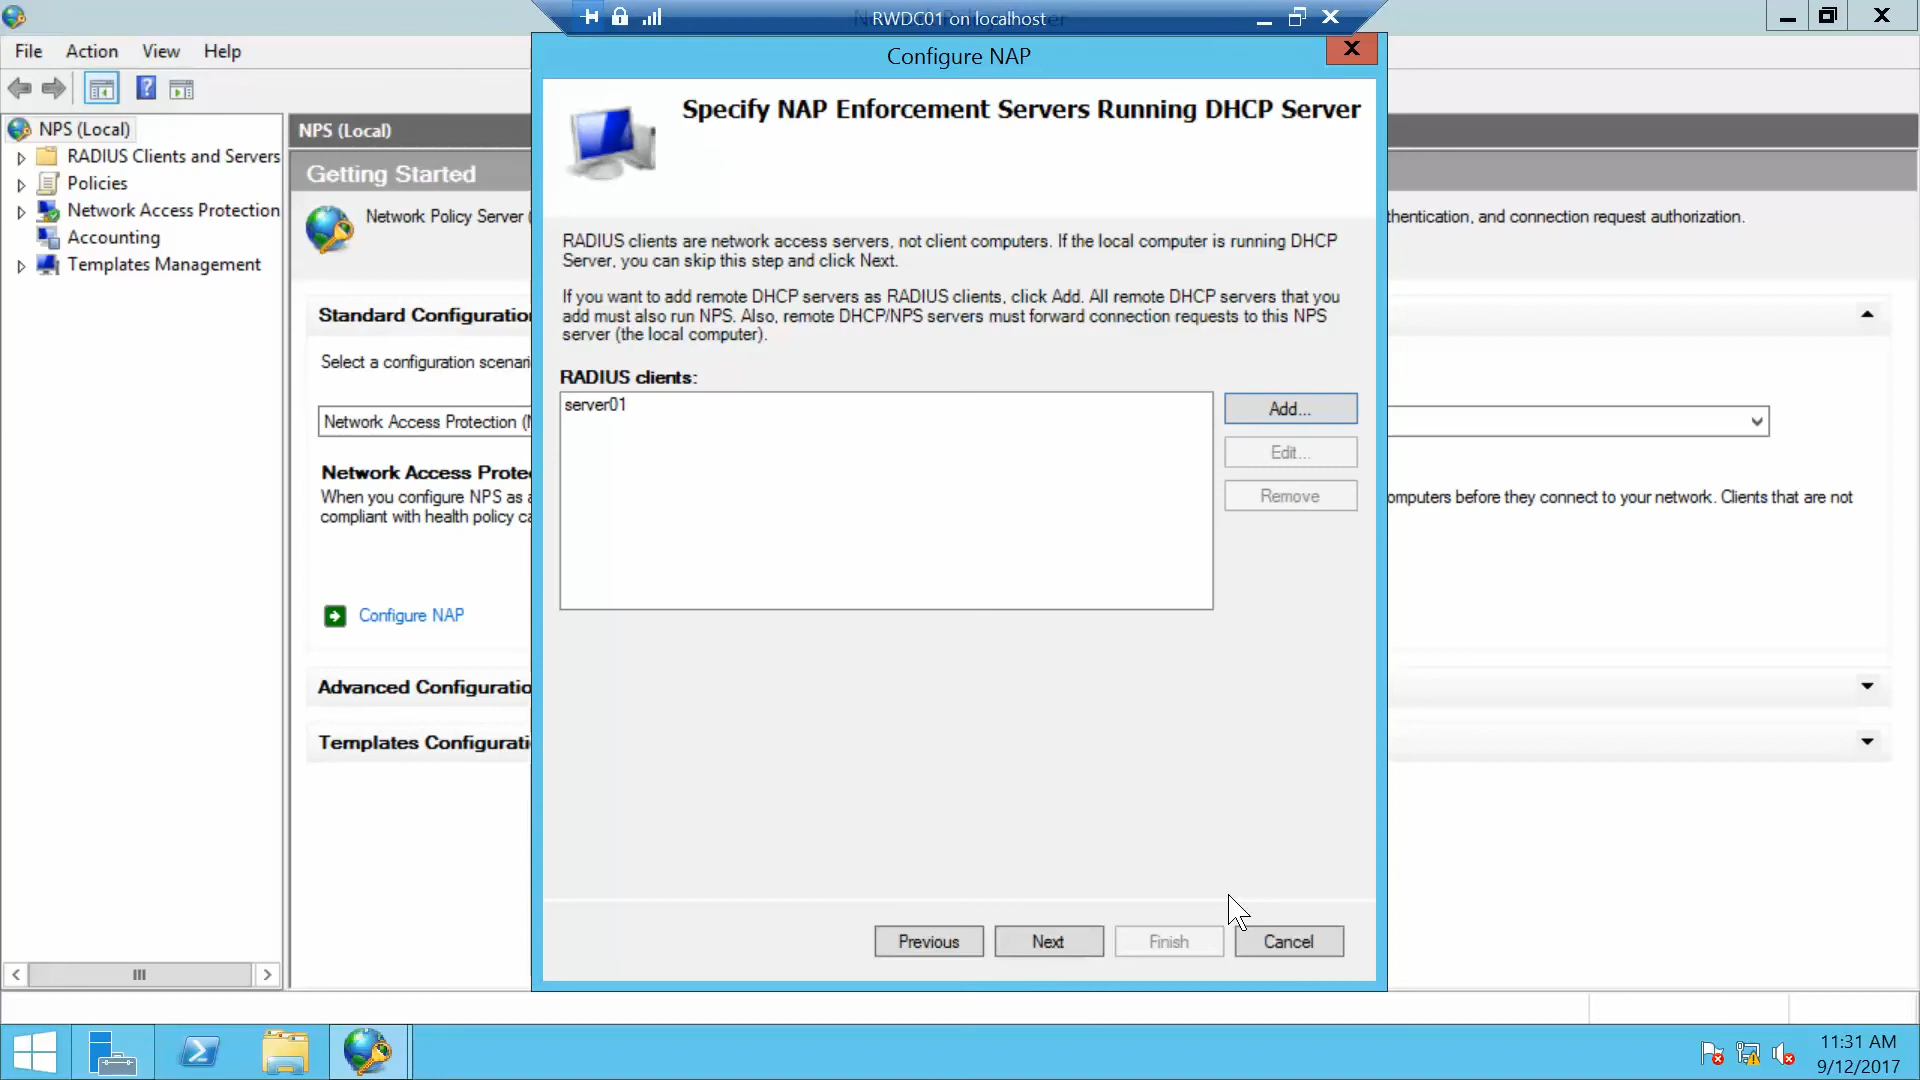 RWDC01 on localhost
File Action View Help
Configure NAP
NPS (Local)
RADIUS Clients and Servers
Policies
Network Access Protection
Accounting
Templates Management
NPS (Local)
Getting Started
Network Policy Server (
thentication, and connection request authorization.
Standard Configuratio
Select a configuration scenari
Network Access Protection (
Network Access Prote
When you configure NPS as a
omputers before they connect to your network. Clients that are not
compliant with health policy ca
Configure NAP
Advanced Configuratio
Templates Configurati
Specify NAP Enforcement Servers Running DHCP Server
RADIUS clients are network access servers, not client computers. If the local computer is running DHCP
Server, you can skip this step and click Next.
If you want to add remote DHCP servers as RADIUS clients, click Add. All remote DHCP servers that you
add must also run NPS. Also, remote DHCP/NPS servers must forward connection requests to this NPS
server (the local computer).
RADIUS clients:
server01
Add...
Edit...
Remove
Previous Next Finish Cancel
11:31 AM
9/12/2017